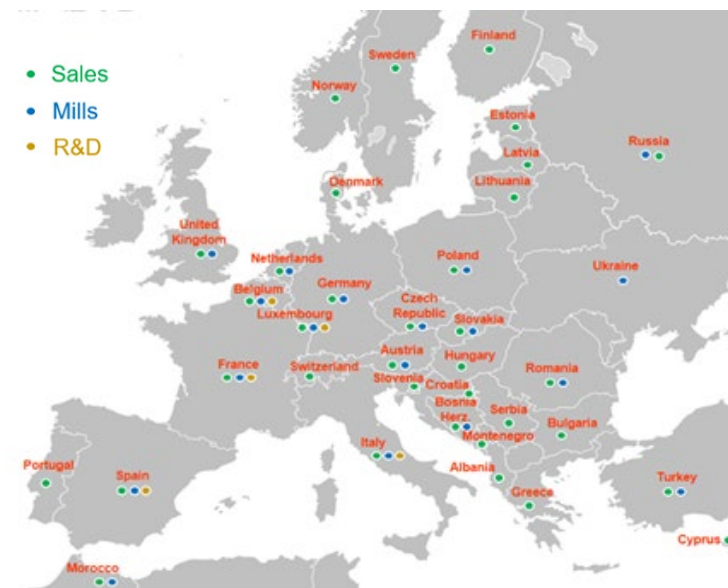 Sales
Mills
R&D
Finland
Sweden
Norway
Estonia
Russia
Latvia
Denmark
Lithuania
United
Kingdom
Netherlands
Poland
Ukraine
Belgium
Germany
Czech
Republic
Luxembourg
Slovakia
Austria
Hungary
France
Switzerland
Romania
Slovenia
Croatia
Bosnia
Herz.
Serbia
Bulgaria
Montenegro
Italy
Portugal
Spain
Albania
Greece
Turkey
Cyprus
Morocco